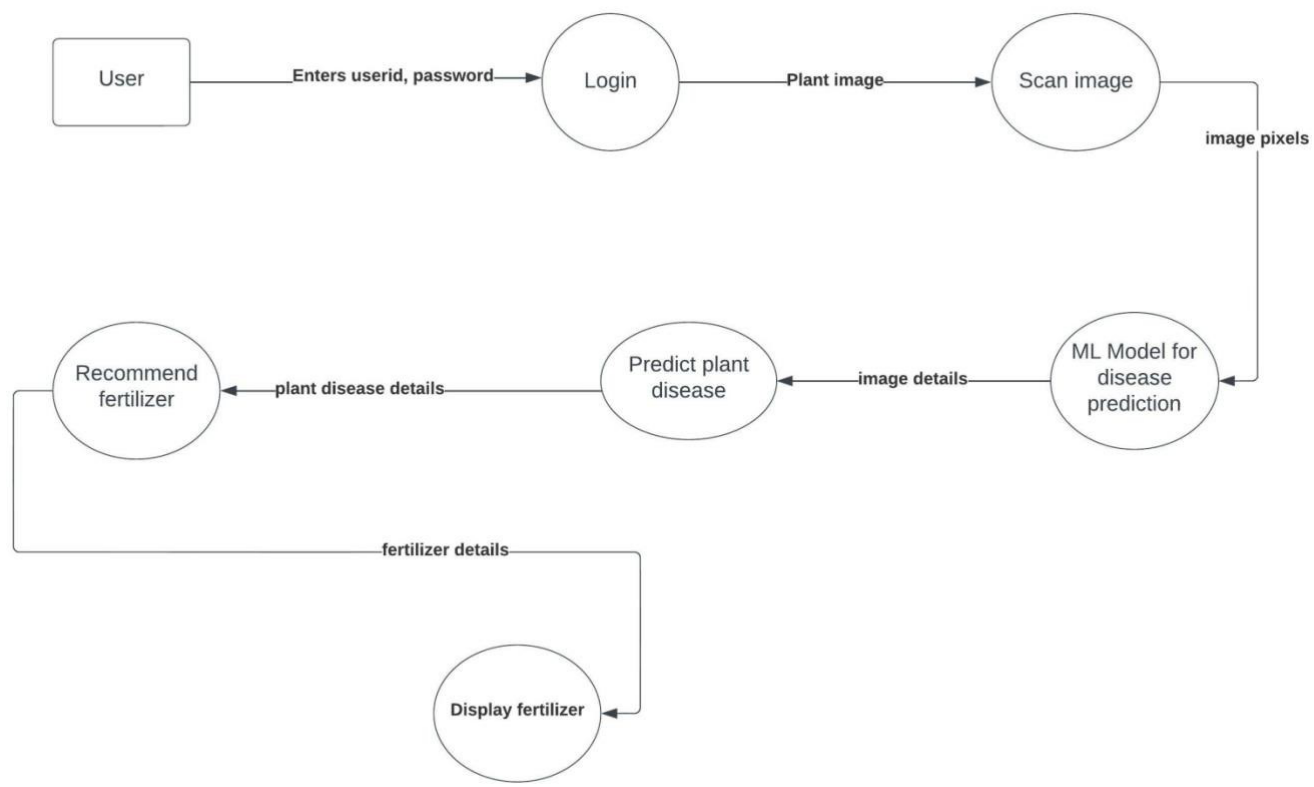 User
Enters userid, password
Login
Plant image
Scan image
image pixels
ML Model for
disease
prediction
image details
Predict plant
disease
plant disease details
Recommend
fertilizer
fertilizer details
Display fertilizer